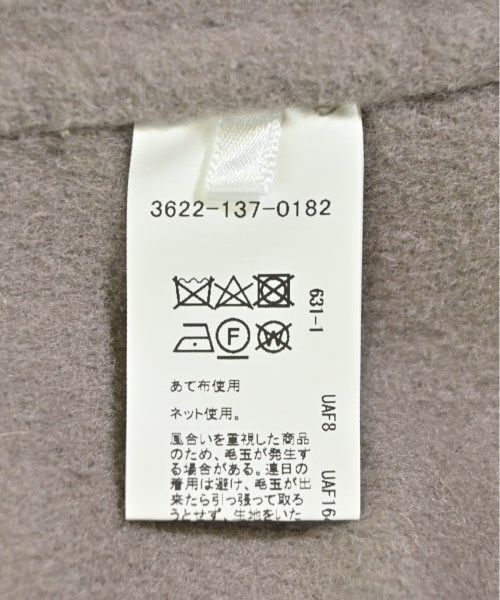 3622-137-0182
631-1
F
W
UAF8
UAF164
あて布使用
ネット使用。
風合いを重視した商品
のため、毛玉が発生す
る場合がある。連日の
着用は避け、毛玉が出
来たら引っ張って取ろ
うとせず、生地をいた